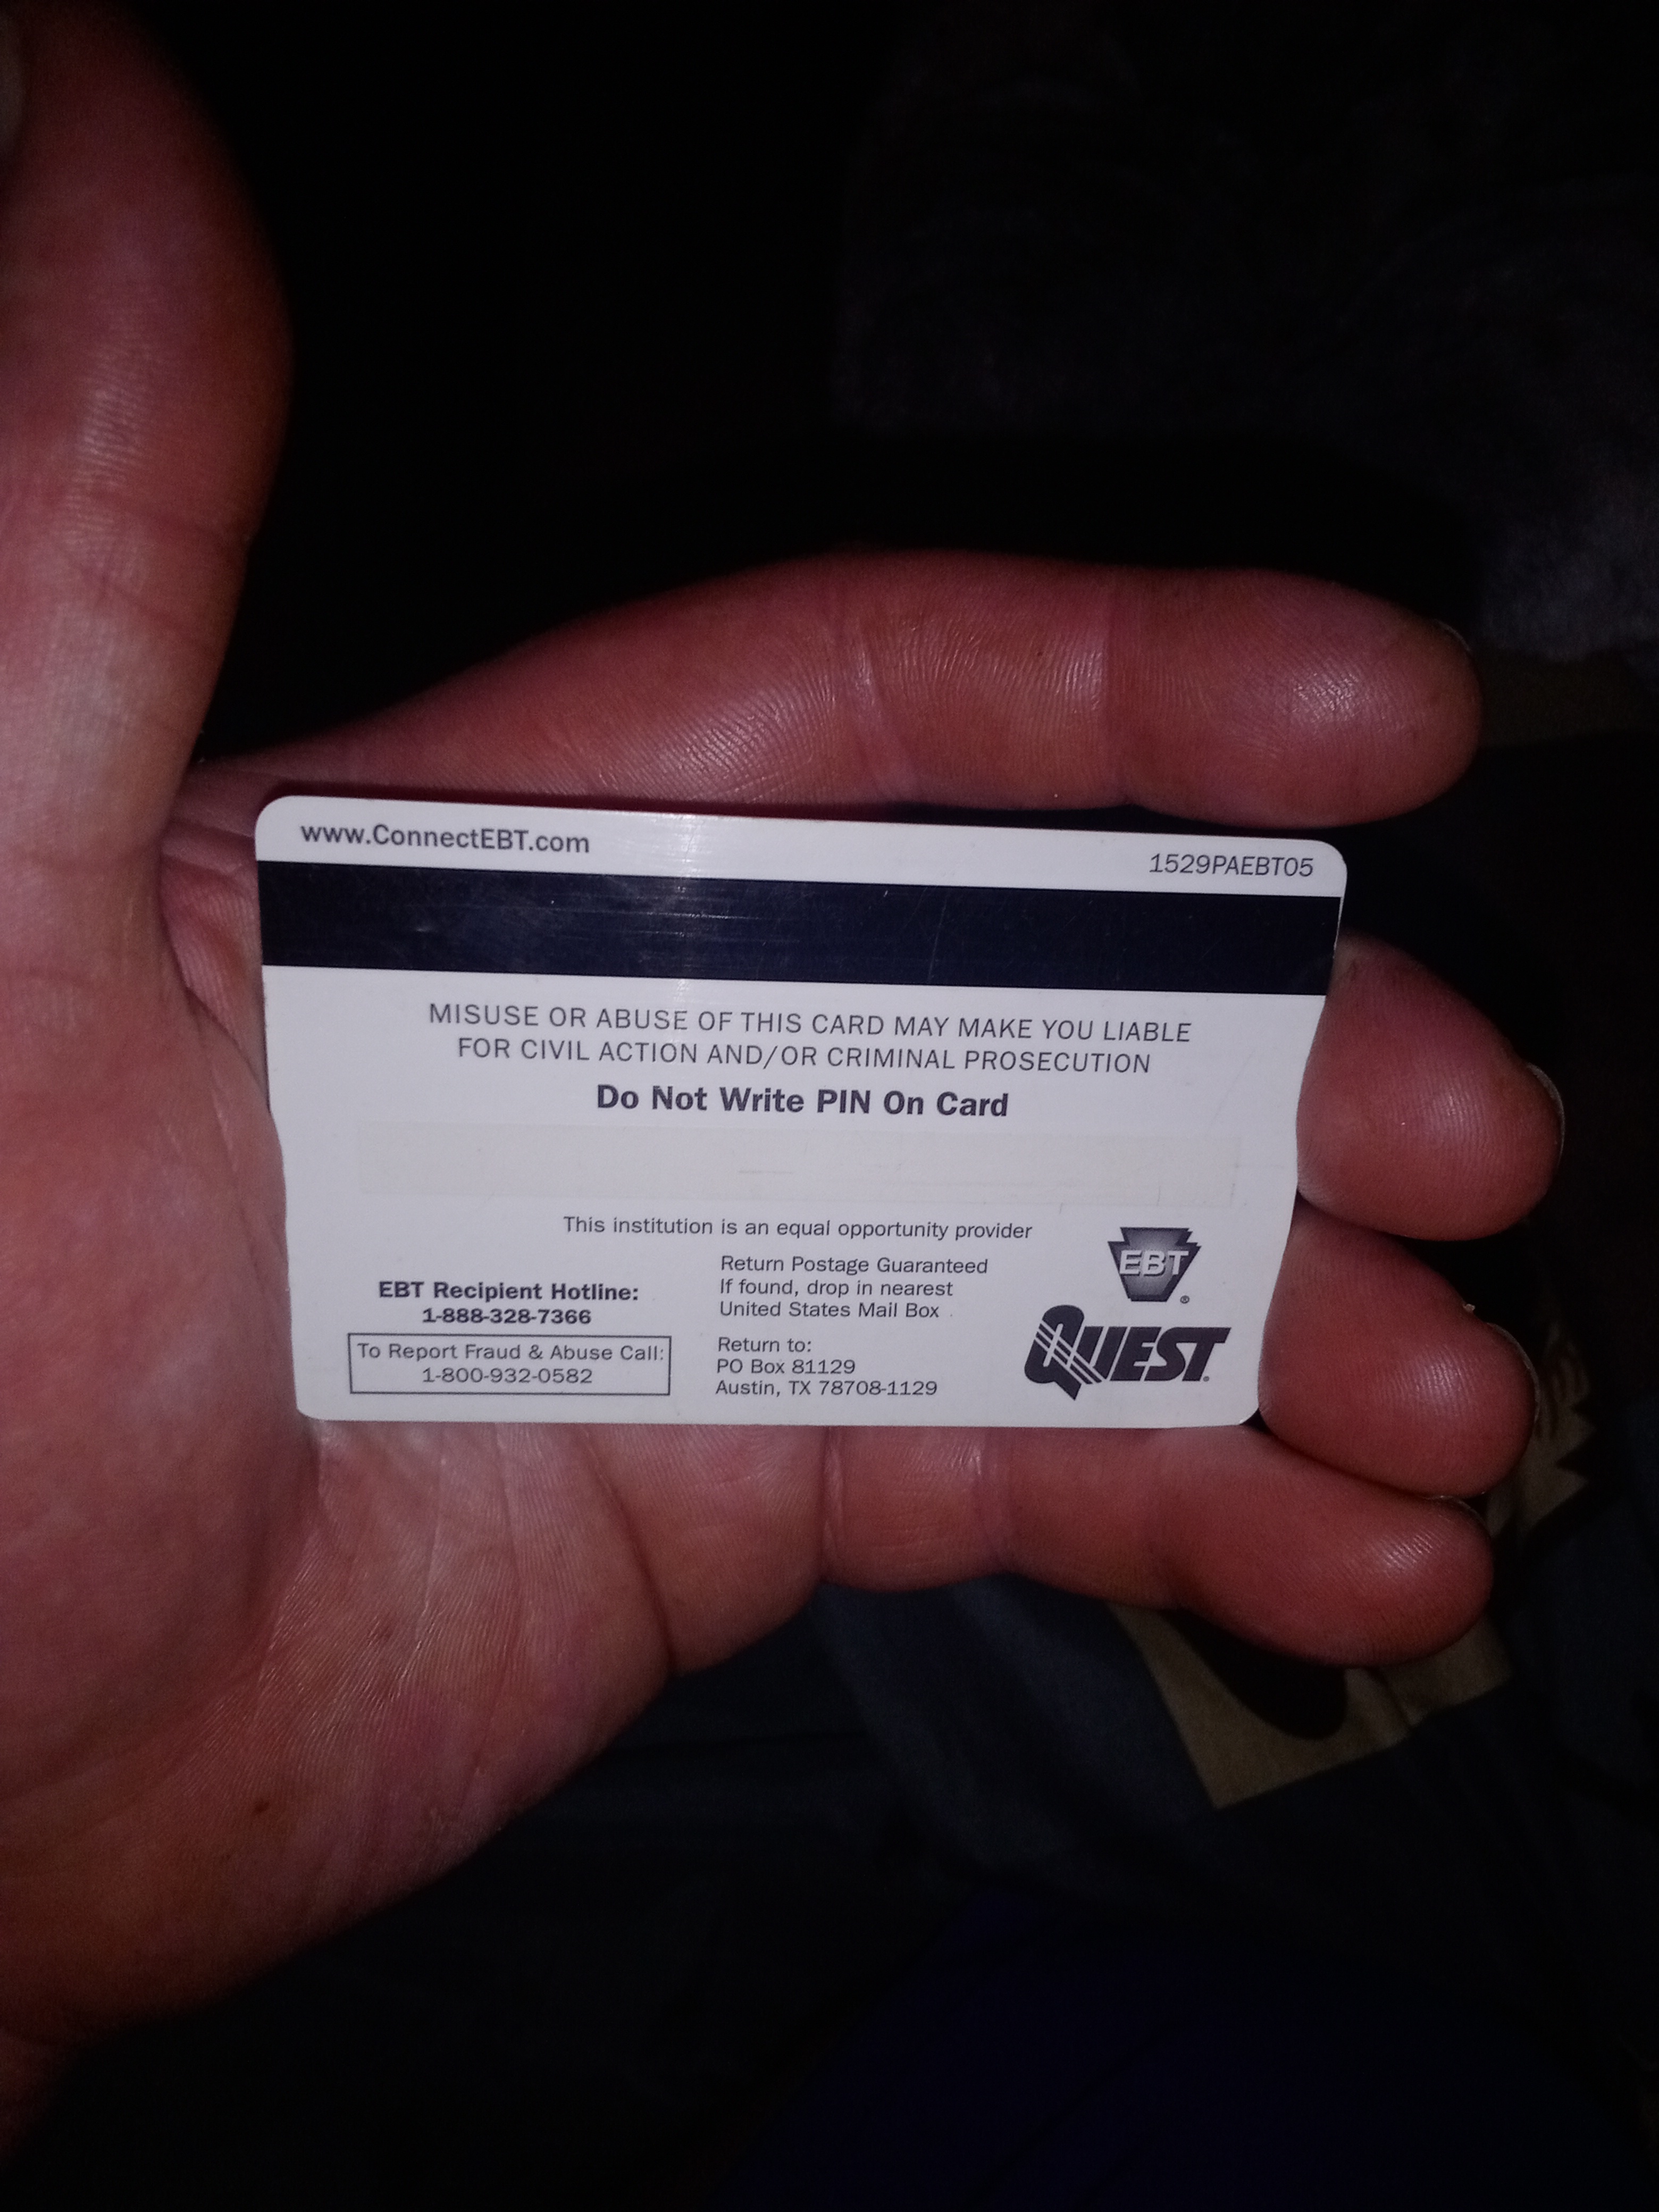 www.ConnectEBT.com
1529PAEBT05
MISUSE OR ABUSE OF THIS CARD MAY MAKE YOU LIABLE
FOR CIVIL ACTION AND/OR CRIMINAL PROSECUTION
Do Not Write PIN On Card
This institution is an equal opportunity provider
EBT Recipient Hotline:
1-888-328-7366
To Report Fraud & Abuse Call:
1-800-932-0582
Return Postage Guaranteed
If found, drop in nearest
United States Mail Box
Return to:
PO Box 81129
Austin, TX 78708-1129
EBT®
QUEST.